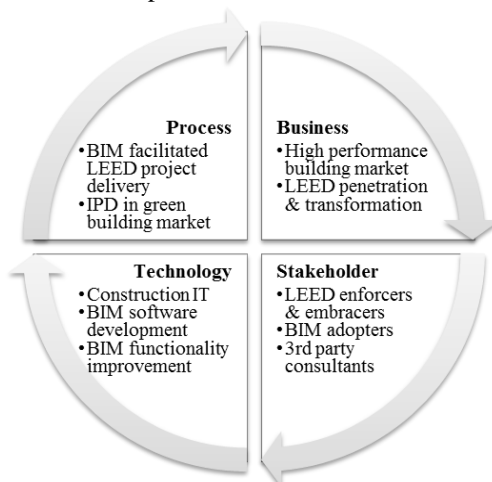 Process
•BIM facilitated
LEED project
delivery
•IPD in green
building market
Business
•High performance
building market
•LEED penetration
& transformation
Technology
•Construction IT
•BIM software
development
•BIM functionality
improvement
Stakeholder
•LEED enforcers
& embracers
•BIM adopters
•3rd party
consultants